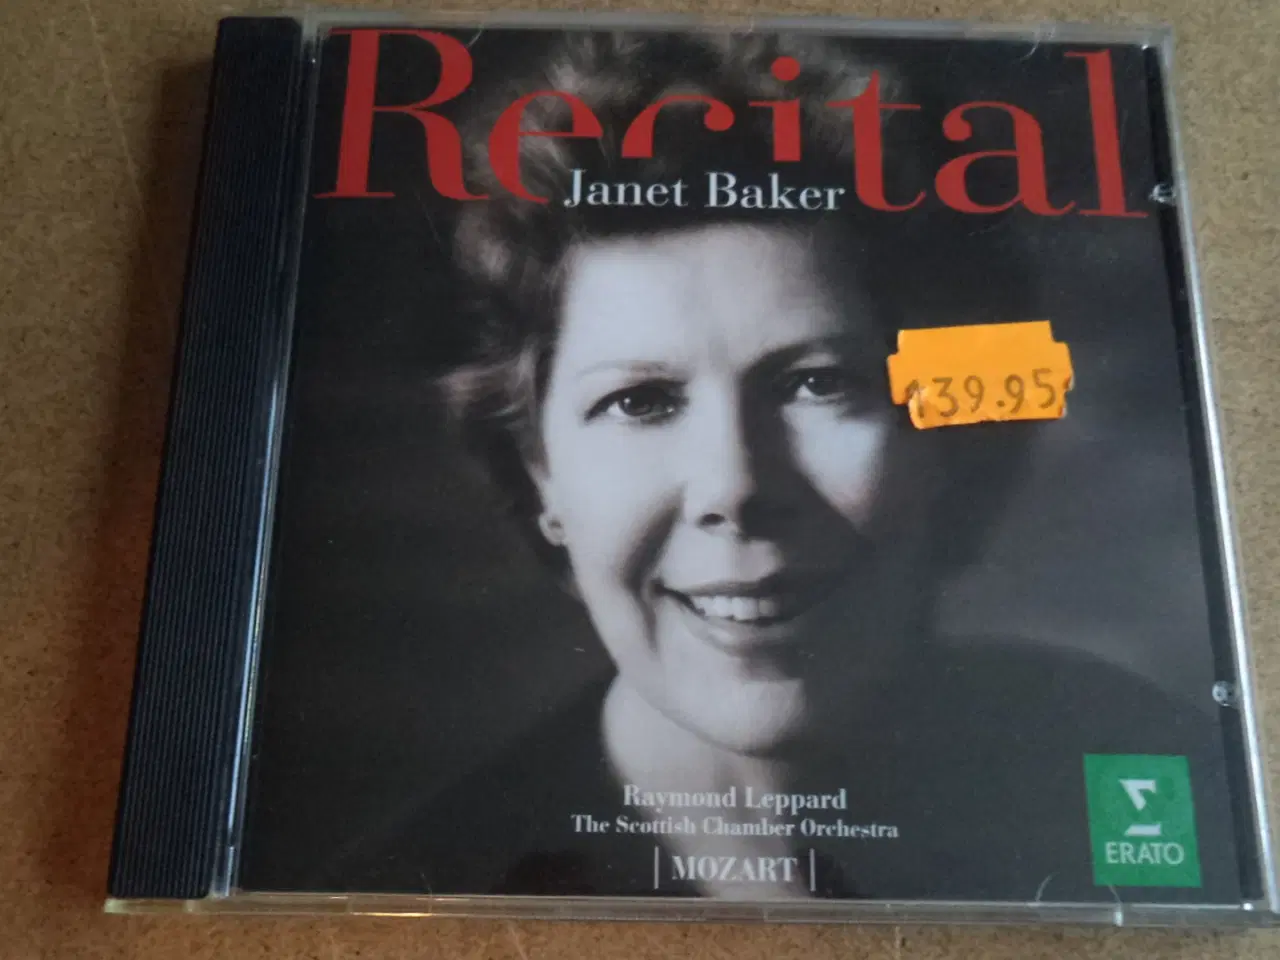 Recital
Janet Baker
139.95
Raymond Leppard
The Scottish Chamber Orchestra
| MOZART |
ERATO